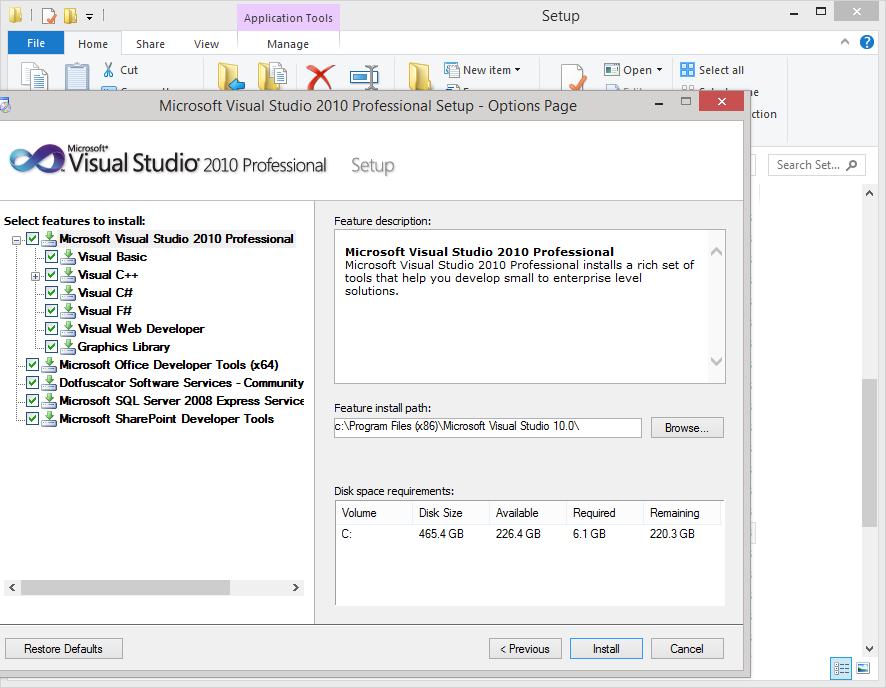 Application Tools
Setup
File
Home
Share
View
Manage
Cut
New item
Open
Select all
Microsoft Visual Studio 2010 Professional Setup - Options Page
Microsoft®
Visual Studio® 2010 Professional
Setup
Search Set...
Select features to install:
Microsoft Visual Studio 2010 Professional
Visual Basic
Visual C++
Visual C#
Visual F#
Visual Web Developer
Graphics Library
Microsoft Office Developer Tools (x64)
Dotfuscator Software Services - Community
Microsoft SQL Server 2008 Express Service
Microsoft SharePoint Developer Tools
Feature description:
Microsoft Visual Studio 2010 Professional
Microsoft Visual Studio 2010 Professional installs a rich set of
tools that help you develop small to enterprise level
solutions.
Feature install path:
c:\Program Files (x86)\Microsoft Visual Studio 10.0\
Browse...
Disk space requirements:
Volume Disk Size Available Required Remaining
C: 465.4 GB 226.4 GB 6.1 GB 220.3 GB
Restore Defaults
< Previous
Install
Cancel